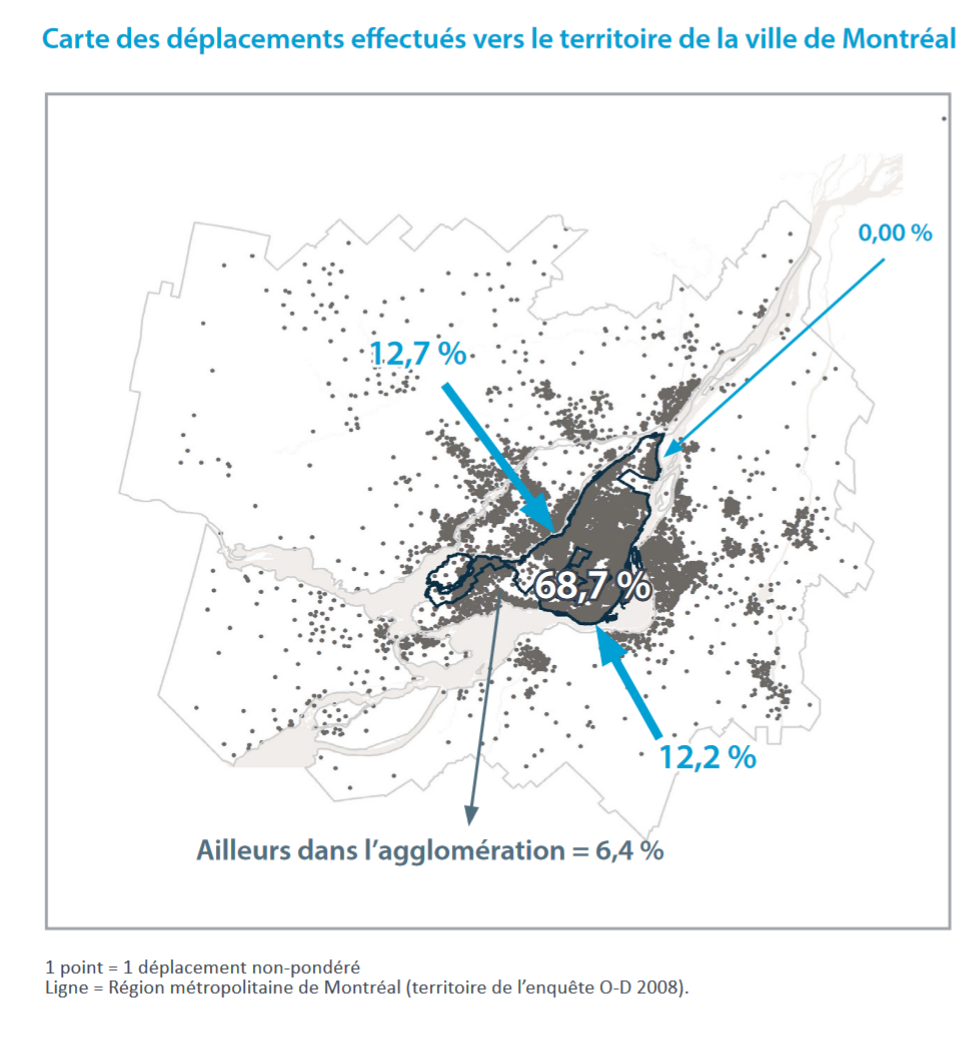 Carte des déplacements effectués vers le territoire de la ville de Montréal
0,00 %
12,7 %
68,7 %
12,2 %
Ailleurs dans l’agglomération = 6,4 %
1 point = 1 déplacement non-pondéré
Ligne = Région métropolitaine de Montréal (territoire de l’enquête O-D 2008).